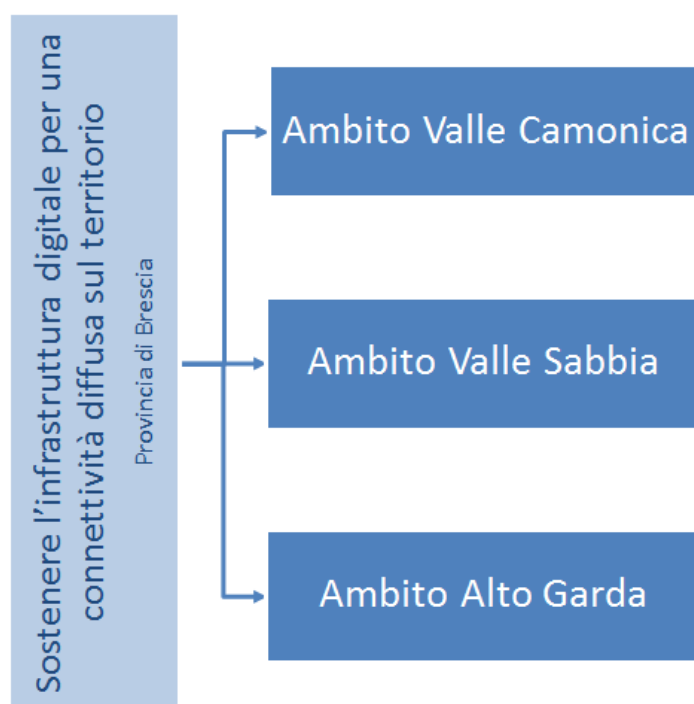 Sostenere l'infrastruttura digitale per una
connettività diffusa sul territorio
Provincia di Brescia
Ambito Valle Camonica
Ambito Valle Sabbia
Ambito Alto Garda